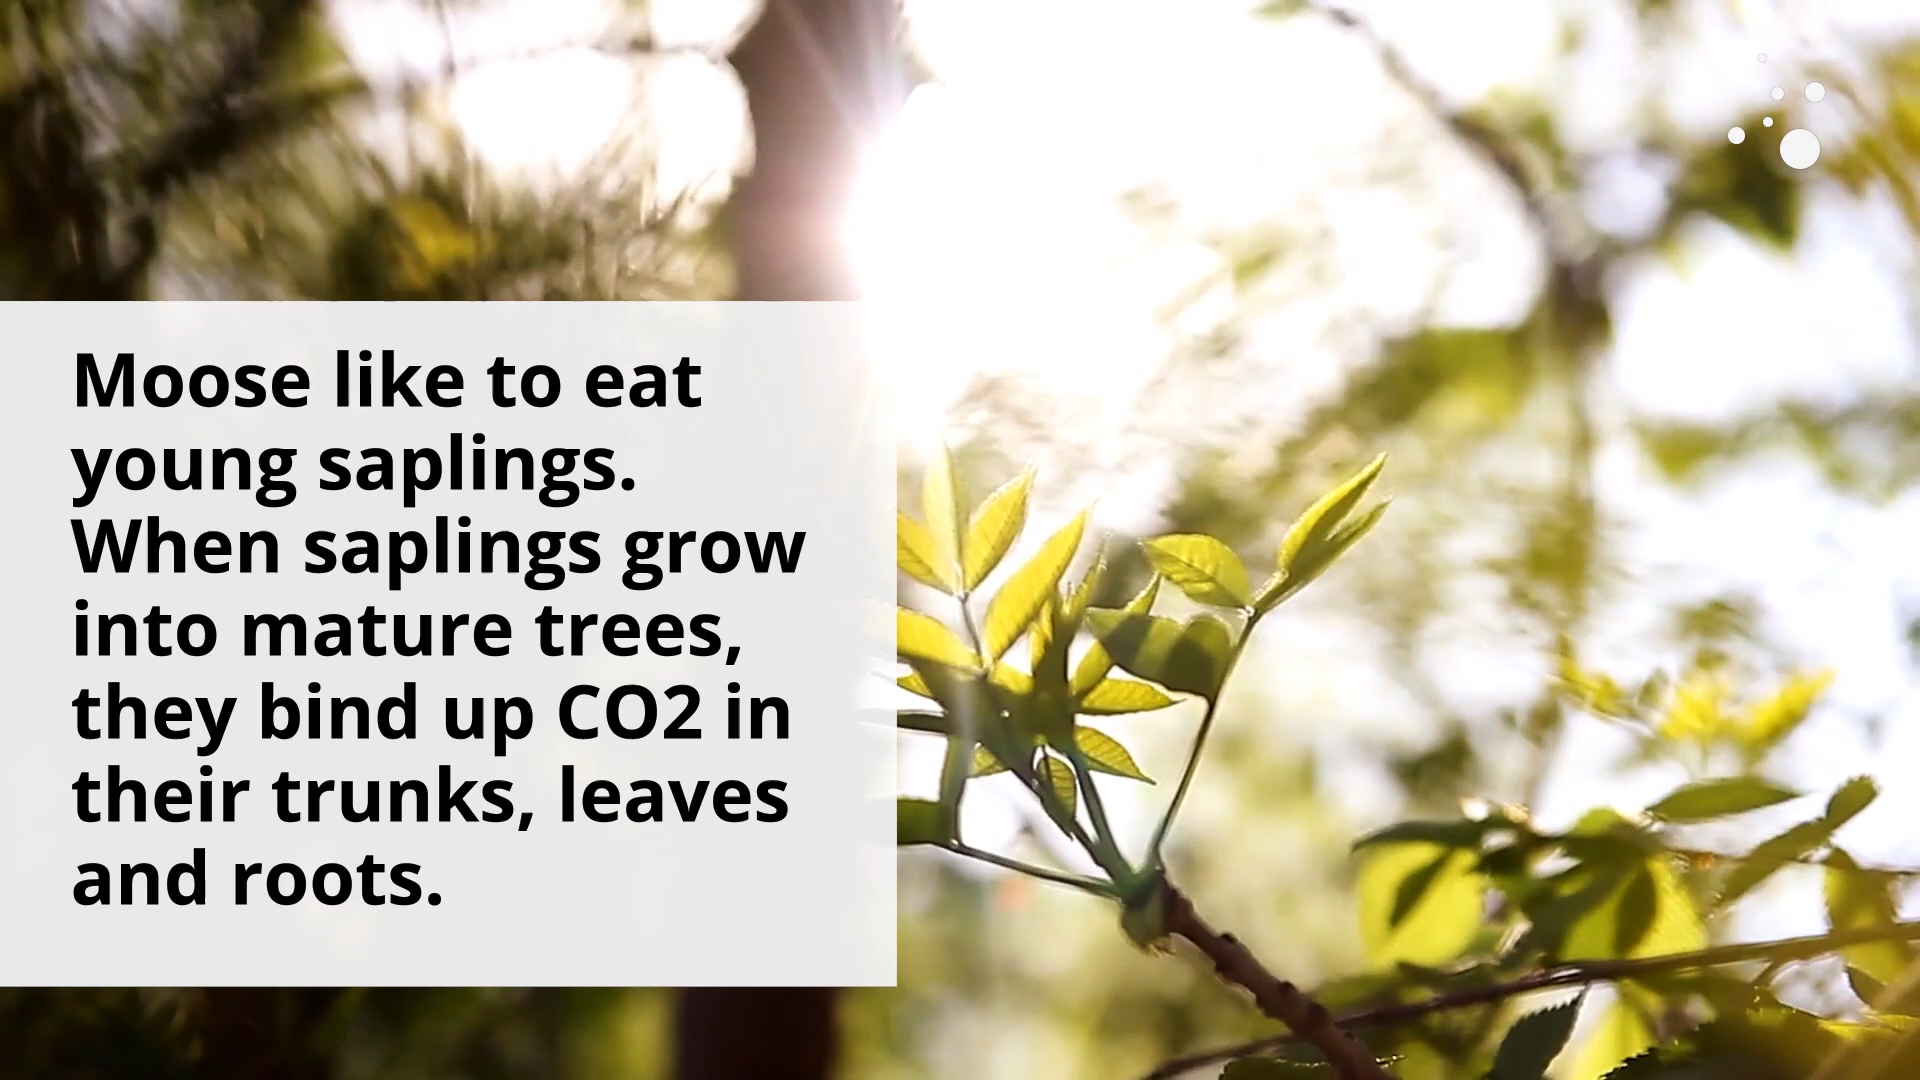 Moose like to eat
young saplings.
When saplings grow
into mature trees,
they bind up CO2 in
their trunks, leaves
and roots.